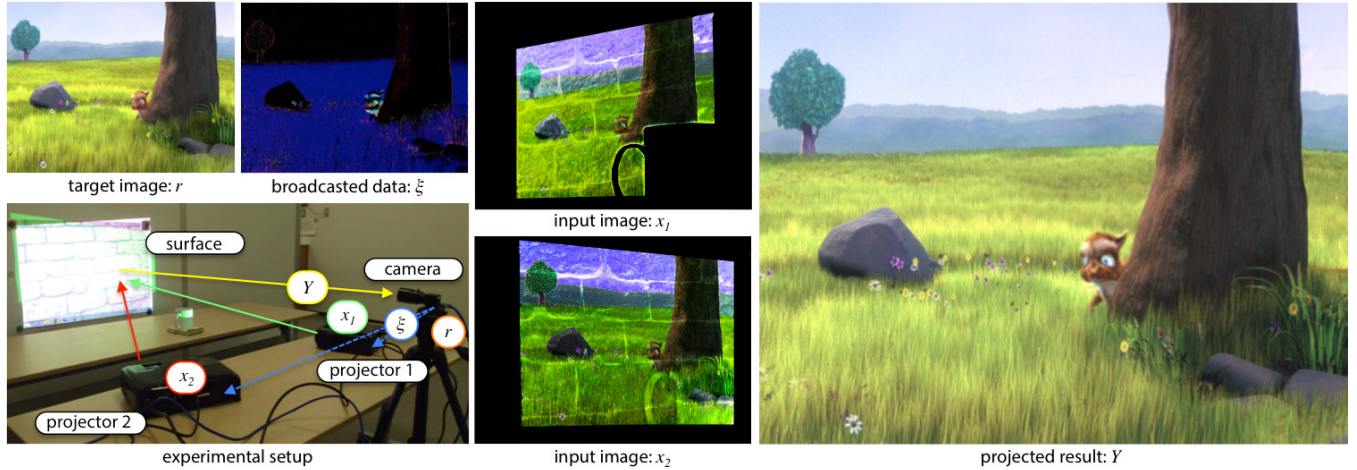 target image: r
broadcasted data: ξ
surface
camera
Y
x₁
ξ
r
projector 1
x₂
projector 2
experimental setup
input image: x₁
input image: x₂
projected result: Y